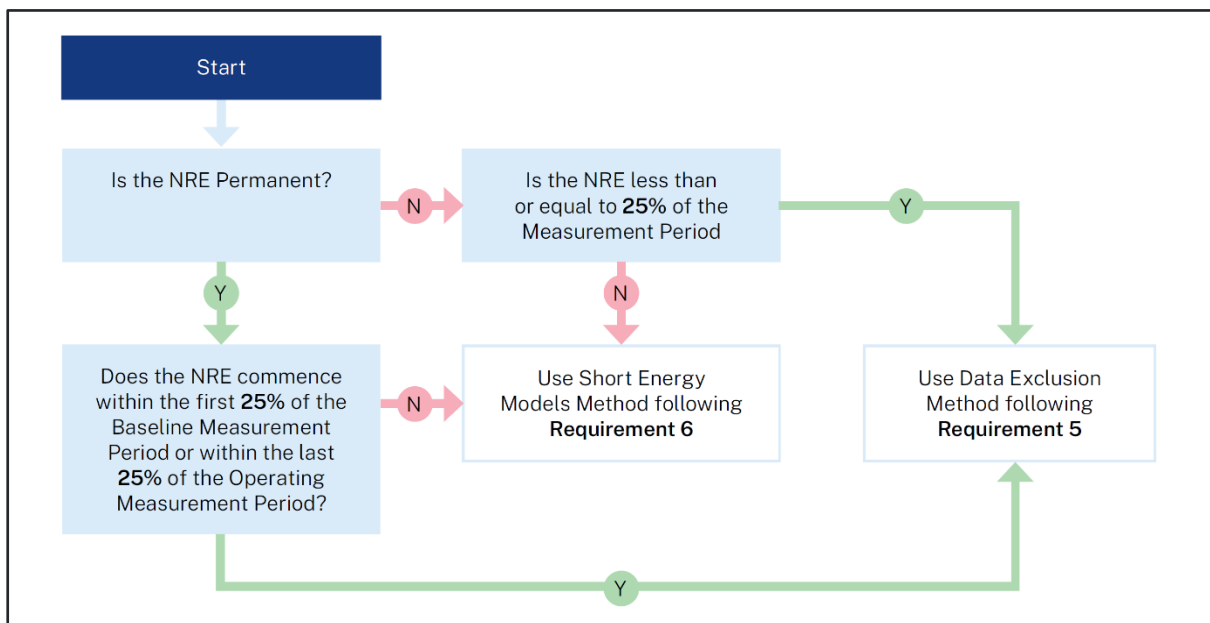 Start
Is the NRE Permanent?
N
Is the NRE less than
or equal to 25% of the
Measurement Period
Y
Y
N
Does the NRE commence
within the first 25% of the
Baseline Measurement
Period or within the last
25% of the Operating
Measurement Period?
N
Use Short Energy
Models Method following
Requirement 6
Use Data Exclusion
Method following
Requirement 5
Y